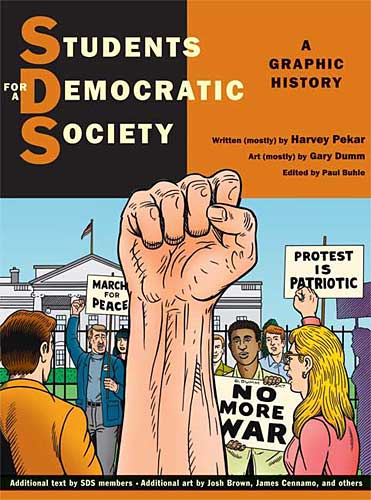 STUDENTS
FOR A
DEMOCRATIC
SOCIETY
A
GRAPHIC
HISTORY
Written (mostly) by Harvey Pekar
Art (mostly) by Gary Dumm
Edited by Paul Buhle
MARCH
FOR
PEACE
PROTEST
IS
PATRIOTIC
G. DUMM
NO
MORE
WAR
Additional text by SDS members • Additional art by Josh Brown, James Cennamo, and others